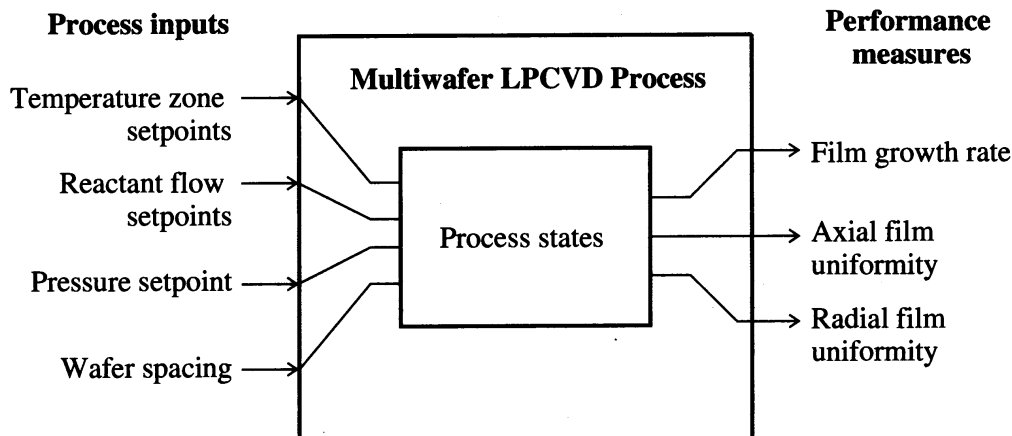 Process inputs
Temperature zone
setpoints
Reactant flow
setpoints
Pressure setpoint
Wafer spacing
Multiwafer LPCVD Process
Process states
Performance
measures
Film growth rate
Axial film
uniformity
Radial film
uniformity